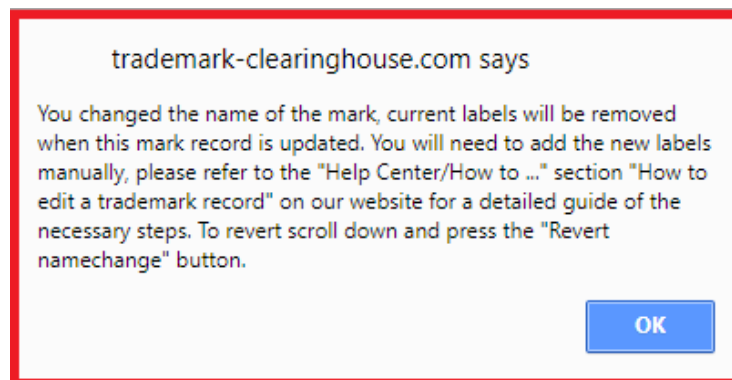 trademark-clearinghouse.com says
You changed the name of the mark, current labels will be removed
when this mark record is updated. You will need to add the new labels
manually, please refer to the "Help Center/How to ..." section "How to
edit a trademark record" on our website for a detailed guide of the
necessary steps. To revert scroll down and press the "Revert
namechange" button.
OK